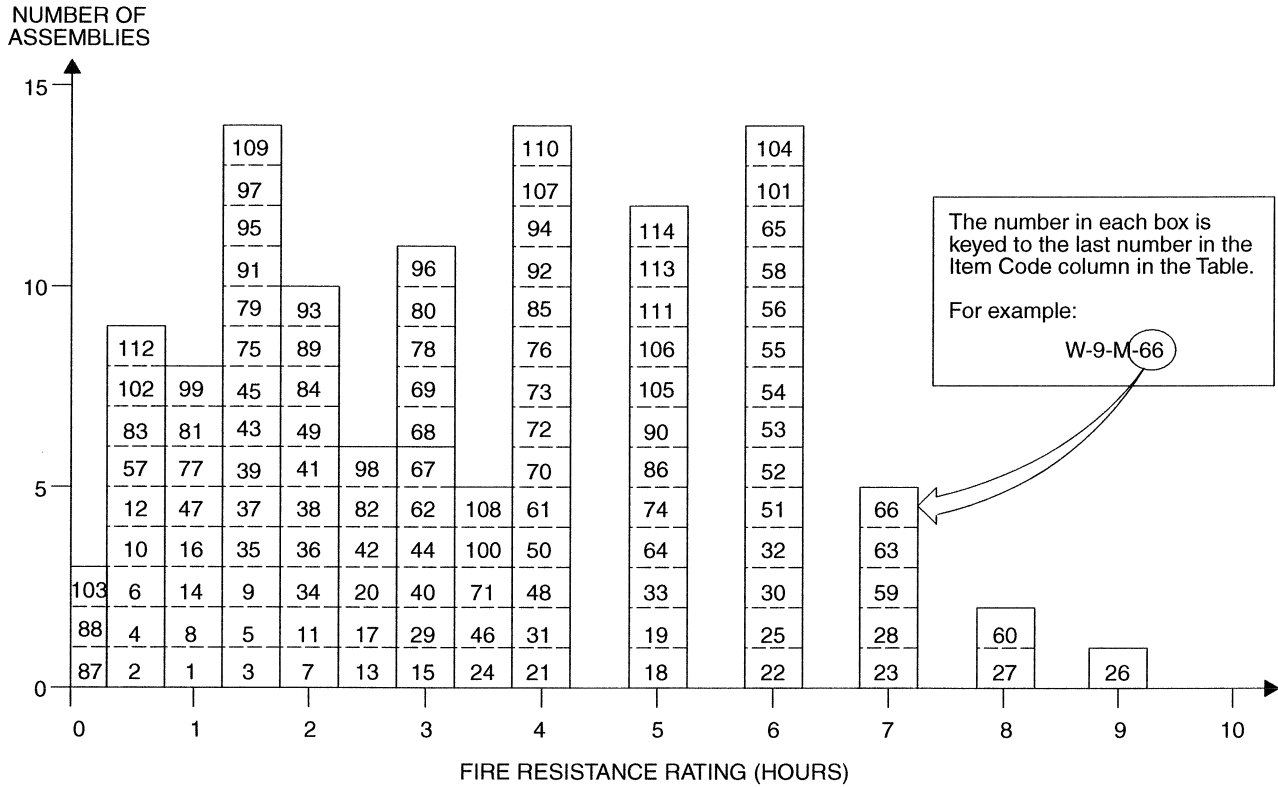 NUMBER OF
ASSEMBLIES
15
109 110 104
97 107 101
95 94 65 114
91 96 92 58 113
10
79 93 80 85 56 111
112 75 89 78 76 55 106
102 99 45 84 69 73 54 105
83 81 43 49 68 72 53 90
57 77 39 41 98 67 70 52 86
5
12 47 37 38 82 62 108 61 74 51 66
10 16 35 36 42 44 100 50 64 32 63
103 6 14 9 34 20 40 71 48 33 30 59
88 4 8 5 11 17 29 46 31 19 25 28 60
87 2 1 3 7 13 15 24 21 18 22 23 27 26
0
0 1 2 3 4 5 6 7 8 9 10
FIRE RESISTANCE RATING (HOURS)
The number in each box is
keyed to the last number in the
Item Code column in the Table.
For example:
W-9-M-66